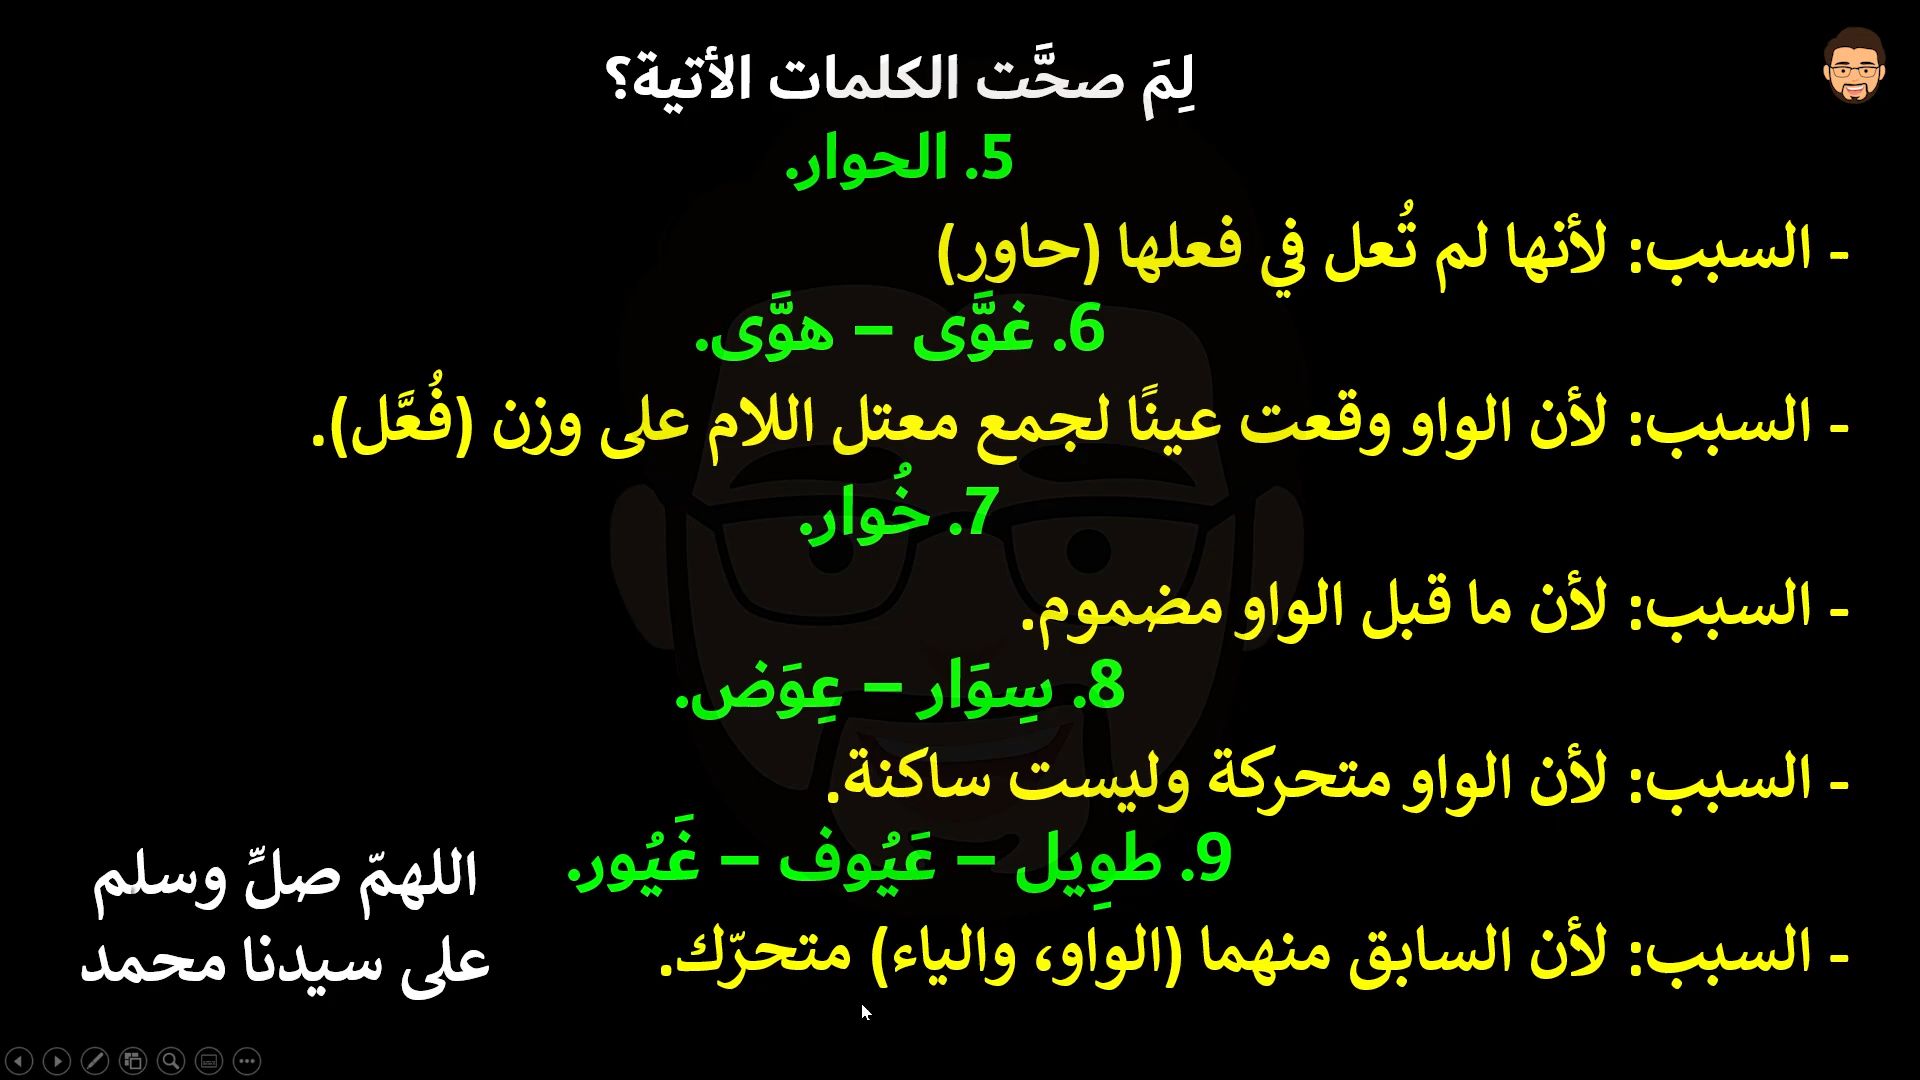 لِمَ صحَّت الكلمات الأتية؟
5. الحوار.
- السبب: لأنها لم تُعل في فعلها (حاور)
6. غوَّى – هوَّى.
- السبب: لأن الواو وقعت عينًا لجمع معتل اللام على وزن (فُعَّل).
7. خُوار.
- السبب: لأن ما قبل الواو مضموم.
8. سِوَار – عِوَض.
- السبب: لأن الواو متحركة وليست ساكنة.
9. طوِيل – عَيُوف – غَيُور.
- السبب: لأن السابق منهما (الواو، والياء) متحرّك.
اللهمّ صلِّ وسلم
على سيدنا محمد